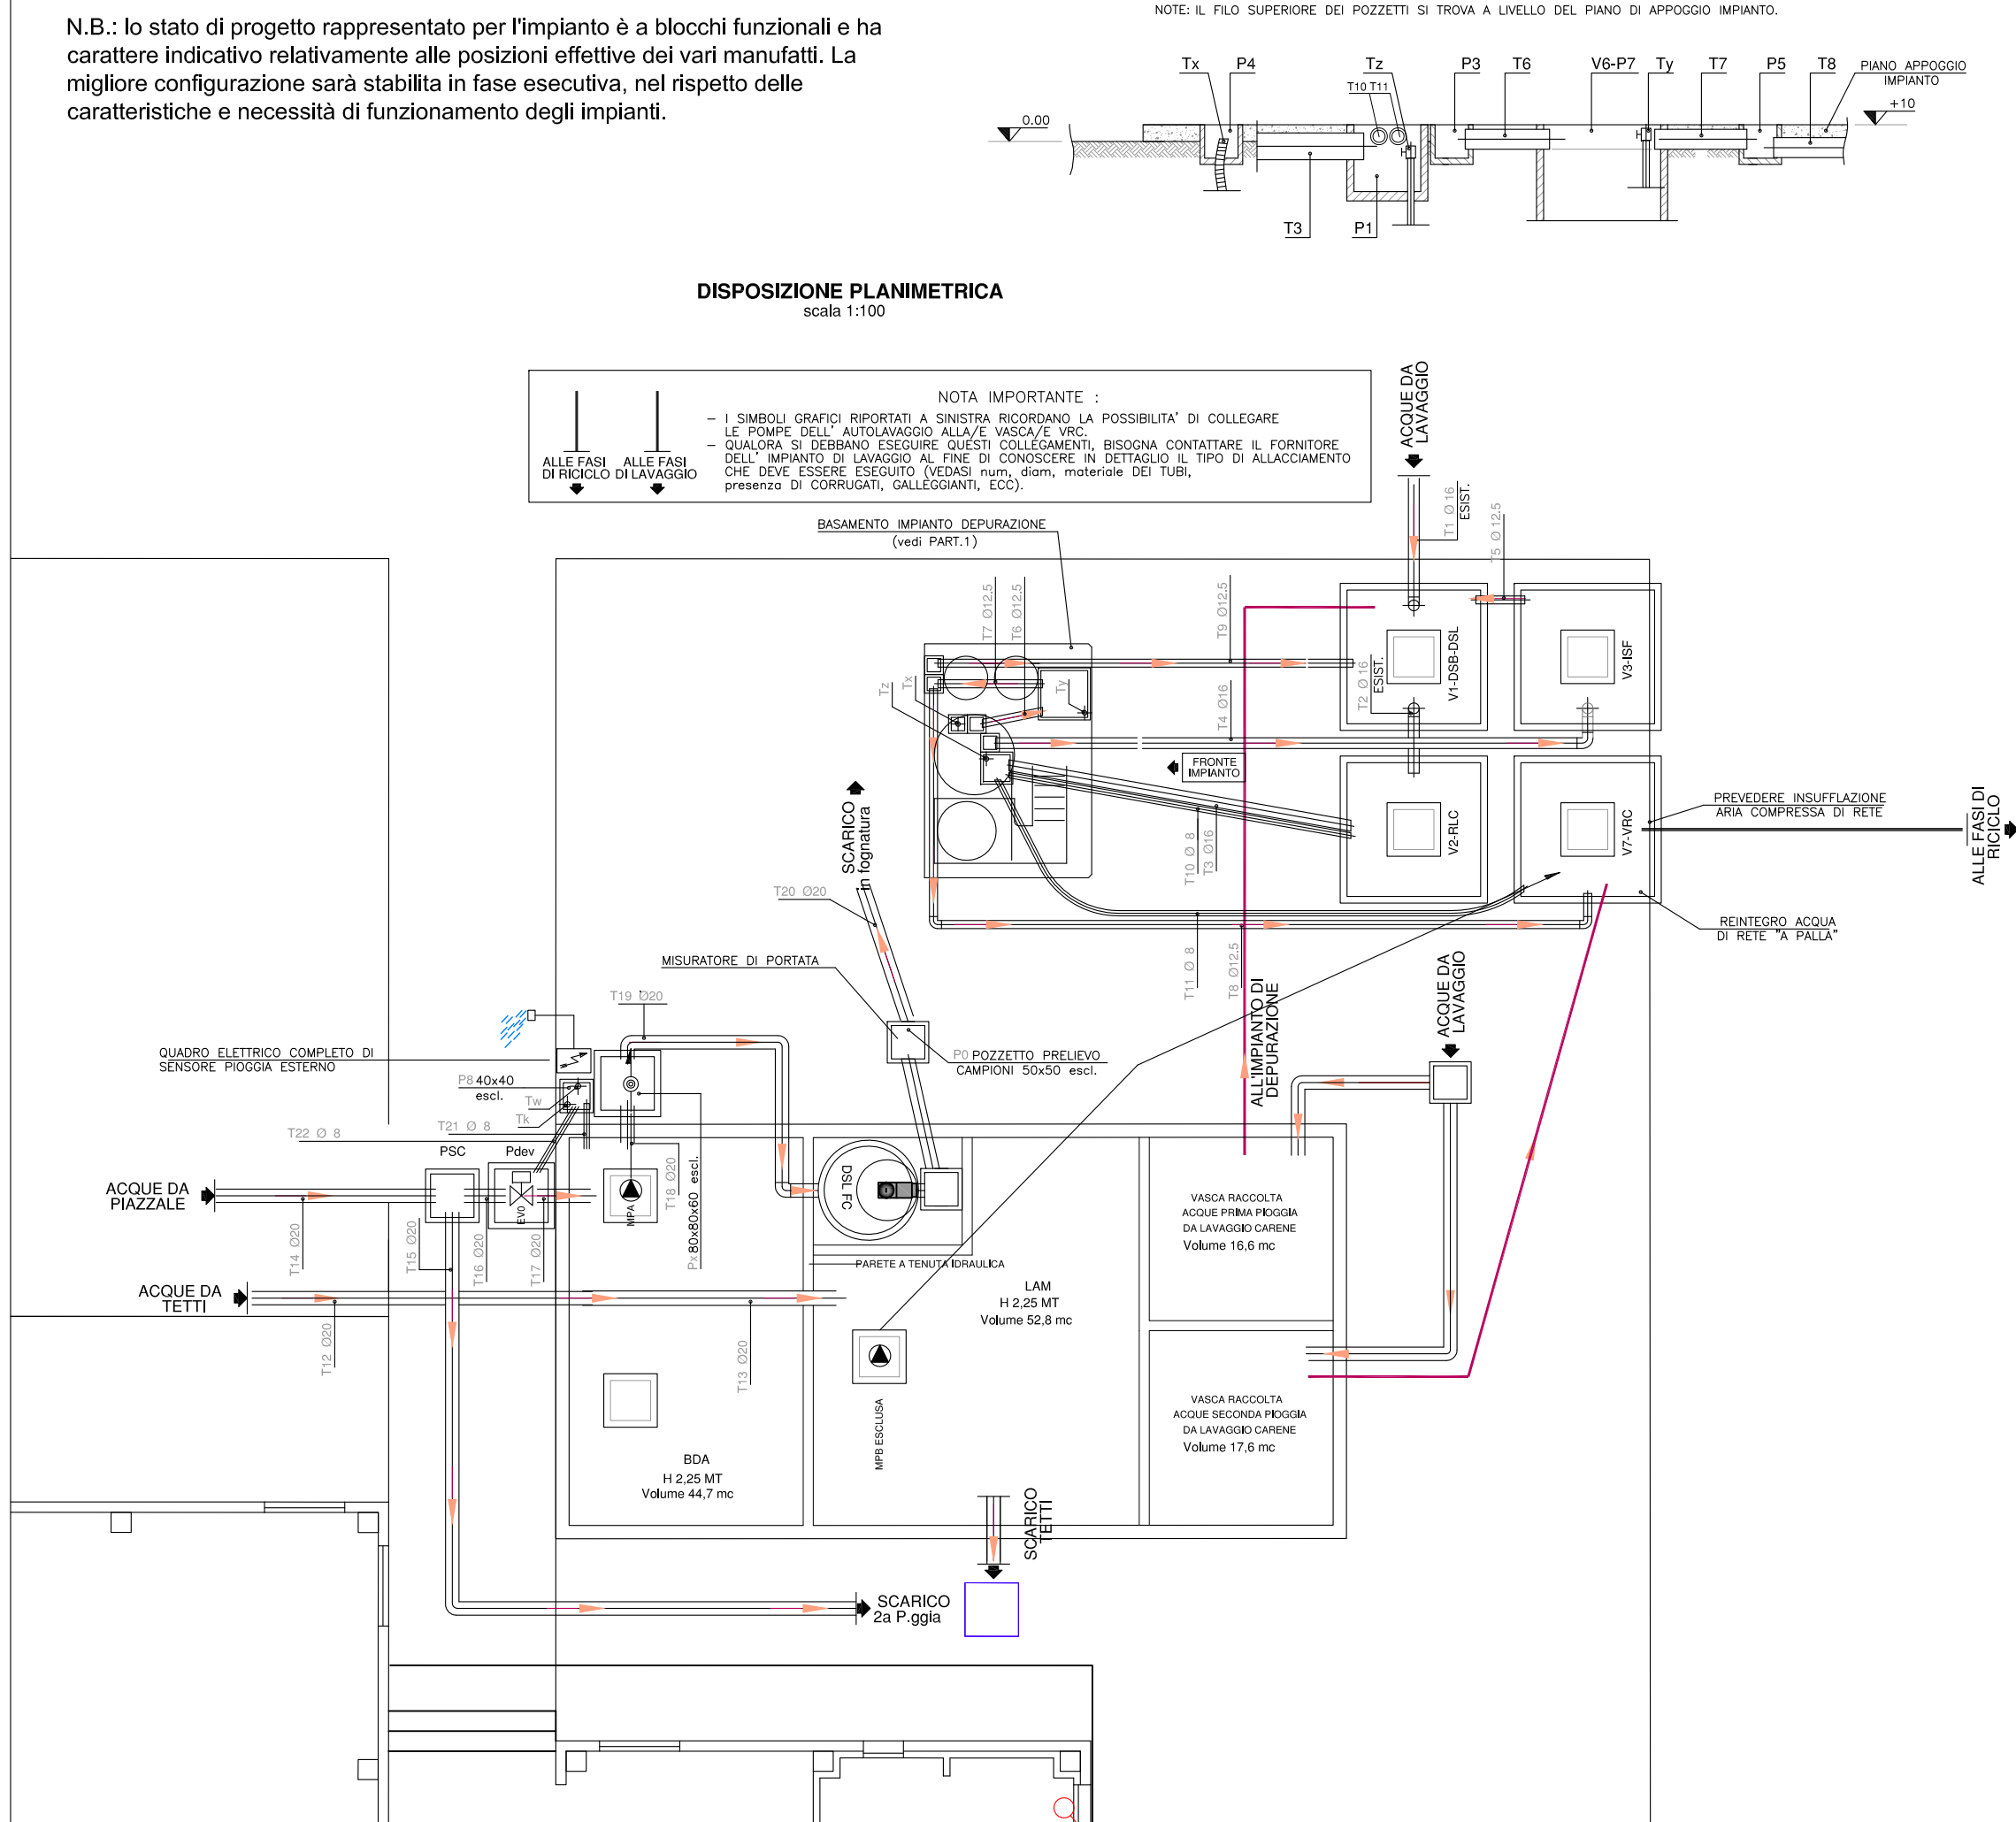 NOTE: IL FILO SUPERIORE DEI POZZETTI SI TROVA A LIVELLO DEL PIANO DI APPOGGIO IMPIANTO.
N.B.: lo stato di progetto rappresentato per l'impianto è a blocchi funzionali e ha
carattere indicativo relativamente alle posizioni effettive dei vari manufatti. La
migliore configurazione sarà stabilita in fase esecutiva, nel rispetto delle
caratteristiche e necessità di funzionamento degli impianti.
Tx P4 Tz P3 T6 V6-P7 Ty T7 P5 T8 PIANO APPOGGIO
IMPIANTO
T10 T11
0.00
+10
T3 P1
DISPOSIZIONE PLANIMETRICA
scala 1:100
NOTA IMPORTANTE :
– I SIMBOLI GRAFICI RIPORTATI A SINISTRA RICORDANO LA POSSIBILITA' DI COLLEGARE
LE POMPE DELL' AUTOLAVAGGIO ALLA/E VASCA/E VRC.
– QUALORA SI DEBBANO ESEGUIRE QUESTI COLLEGAMENTI, BISOGNA CONTATTARE IL FORNITORE
DELL' IMPIANTO DI LAVAGGIO AL FINE DI CONOSCERE IN DETTAGLIO IL TIPO DI ALLACCIAMENTO
CHE DEVE ESSERE ESEGUITO (VEDASI num, diam, materiale DEI TUBI,
presenza DI CORRUGATI, GALLEGGIANTI, ECC).
ALLE FASI
DI RICICLO
ALLE FASI
DI LAVAGGIO
ACQUE DA
LAVAGGIO
T1 Ø 16
ESIST.
T5 Ø 12.5
BASAMENTO IMPIANTO DEPURAZIONE
(vedi PART.1)
T7 Ø12.5
T6 Ø12.5
T9 Ø12.5
Tz
Tx
Ty
T4 Ø16
T2 Ø 16
ESIST.
V1-DSB-DSL
V3-ISF
FRONTE
IMPIANTO
V2-RLC
V7-VRC
PREVEDERE INSUFFLAZIONE
ARIA COMPRESSA DI RETE
ALLE FASI DI
RICICLO
SCARICO
in fognatura
T10 Ø 8
T3 Ø16
T20 Ø20
REINTEGRO ACQUA
DI RETE "A PALLA"
MISURATORE DI PORTATA
T11 Ø 8
T8 Ø12.5
T19 Ø20
ALL'IMPIANTO DI
DEPURAZIONE
ACQUE DA
LAVAGGIO
QUADRO ELETTRICO COMPLETO DI
SENSORE PIOGGIA ESTERNO
P0 POZZETTO PRELIEVO
CAMPIONI 50x50 escl.
P8 40x40
escl.
Tw
Tk
T21 Ø 8
T22 Ø 8
PSC
Pdev
ACQUE DA
PIAZZALE
EV0
MPA
T18 Ø20
Px 80x80x60 escl.
DSL FC
T14 Ø20
T15 Ø20
T16 Ø20
T17 Ø20
VASCA RACCOLTA
ACQUE PRIMA PIOGGIA
DA LAVAGGIO CARENE
Volume 16,6 mc
PARETE A TENUTA IDRAULICA
ACQUE DA
TETTI
LAM
H 2,25 MT
Volume 52,8 mc
T12 Ø20
T13 Ø20
MPB ESCLUSA
VASCA RACCOLTA
ACQUE SECONDA PIOGGIA
DA LAVAGGIO CARENE
Volume 17,6 mc
BDA
H 2,25 MT
Volume 44,7 mc
SCARICO
TETTI
SCARICO
2a P.ggia